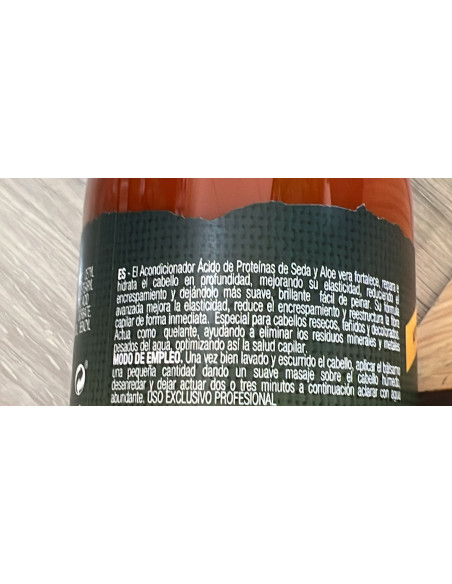 ES - El Acondicionador Ácido de Proteínas de Seda y Aloe vera fortalece, repara e
hidrata el cabello en profundidad, mejorando su elasticidad, reduciendo el
encrespamiento y dejándolo más suave, brillante fácil de peinar. Su fórmula
avanzada mejora la elasticidad, reduce el encrespamiento y reestructura la fibra
capilar de forma inmediata. Especial para cabellos resecos, teñidos y decolorados.
Actúa como quelante, ayudando a eliminar los residuos minerales y metales
pesados del agua, optimizando así la salud capilar.
MODO DE EMPLEO. Una vez bien lavado y escurrido el cabello, aplicar el bálsamo
una pequeña cantidad dando un suave masaje sobre el cabello húmedo,
desenredar y dejar actuar dos o tres minutos a continuación aclarar con agua
abundante. USO EXCLUSIVO PROFESIONAL